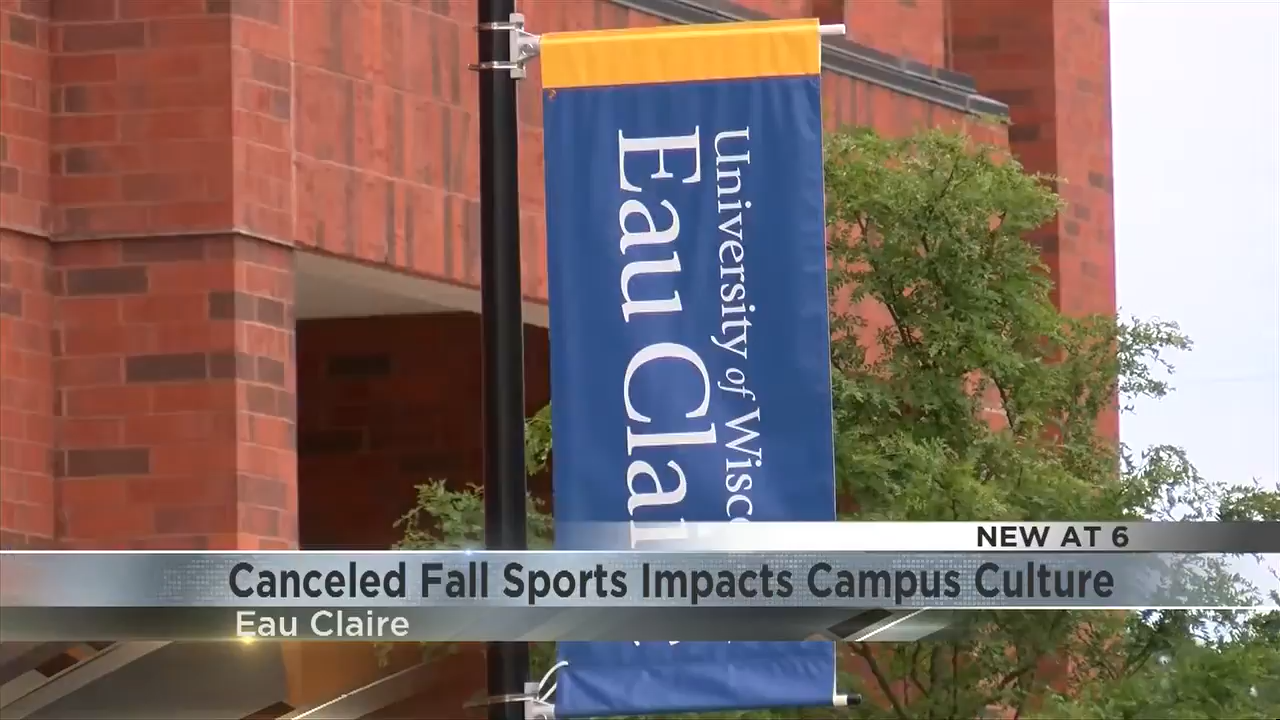 University of Wisc
Eau Clai
NEW AT 6
Canceled Fall Sports Impacts Campus Culture
Eau Claire